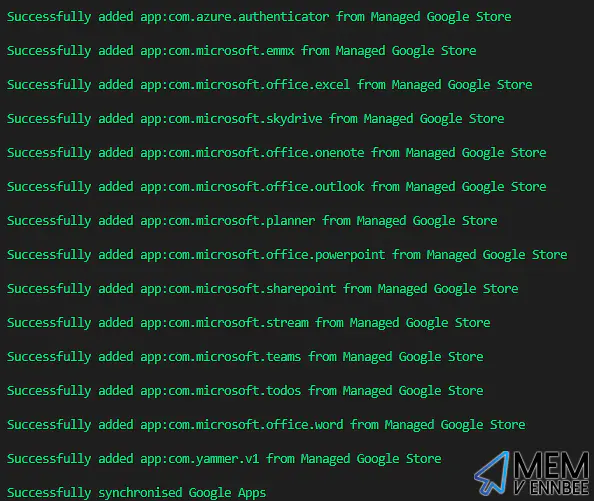 Successfully added app:com.azure.authenticator from Managed Google Store
Successfully added app:com.microsoft.emmx from Managed Google Store
Successfully added app:com.microsoft.office.excel from Managed Google Store
Successfully added app:com.microsoft.skydrive from Managed Google Store
Successfully added app:com.microsoft.office.onenote from Managed Google Store
Successfully added app:com.microsoft.office.outlook from Managed Google Store
Successfully added app:com.microsoft.planner from Managed Google Store
Successfully added app:com.microsoft.office.powerpoint from Managed Google Store
Successfully added app:com.microsoft.sharepoint from Managed Google Store
Successfully added app:com.microsoft.stream from Managed Google Store
Successfully added app:com.microsoft.teams from Managed Google Store
Successfully added app:com.microsoft.todos from Managed Google Store
Successfully added app:com.microsoft.office.word from Managed Google Store
Successfully added app:com.yammer.v1 from Managed Google Store
Successfully synchronised Google Apps
MEM
V ENNBEE